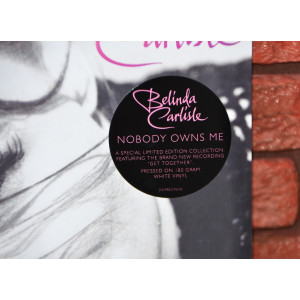 Carlisle
Belinda
Carlisle
NOBODY OWNS ME
A SPECIAL LIMITED EDITION COLLECTION
FEATURING THE BRAND NEW RECORDING
'GET TOGETHER'
PRESSED ON 180 GRAM
WHITE VINYL